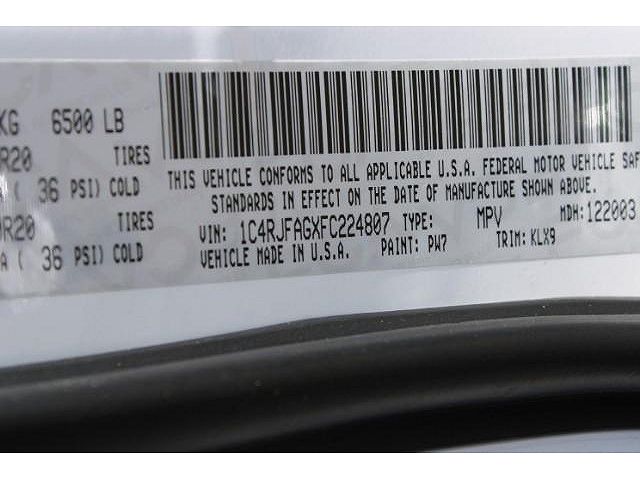 KG 6500 LB
R20 TIRES
( 36 PSI) COLD
R20 TIRES
A ( 36 PSI) COLD
THIS VEHICLE CONFORMS TO ALL APPLICABLE U.S.A. FEDERAL MOTOR VEHICLE SAF
STANDARDS IN EFFECT ON THE DATE OF MANUFACTURE SHOWN ABOVE.
VIN: 1C4RJFAGXFC224807 TYPE: MPV MDH:122003
VEHICLE MADE IN U.S.A. PAINT: PW7 TRIM: KLX9